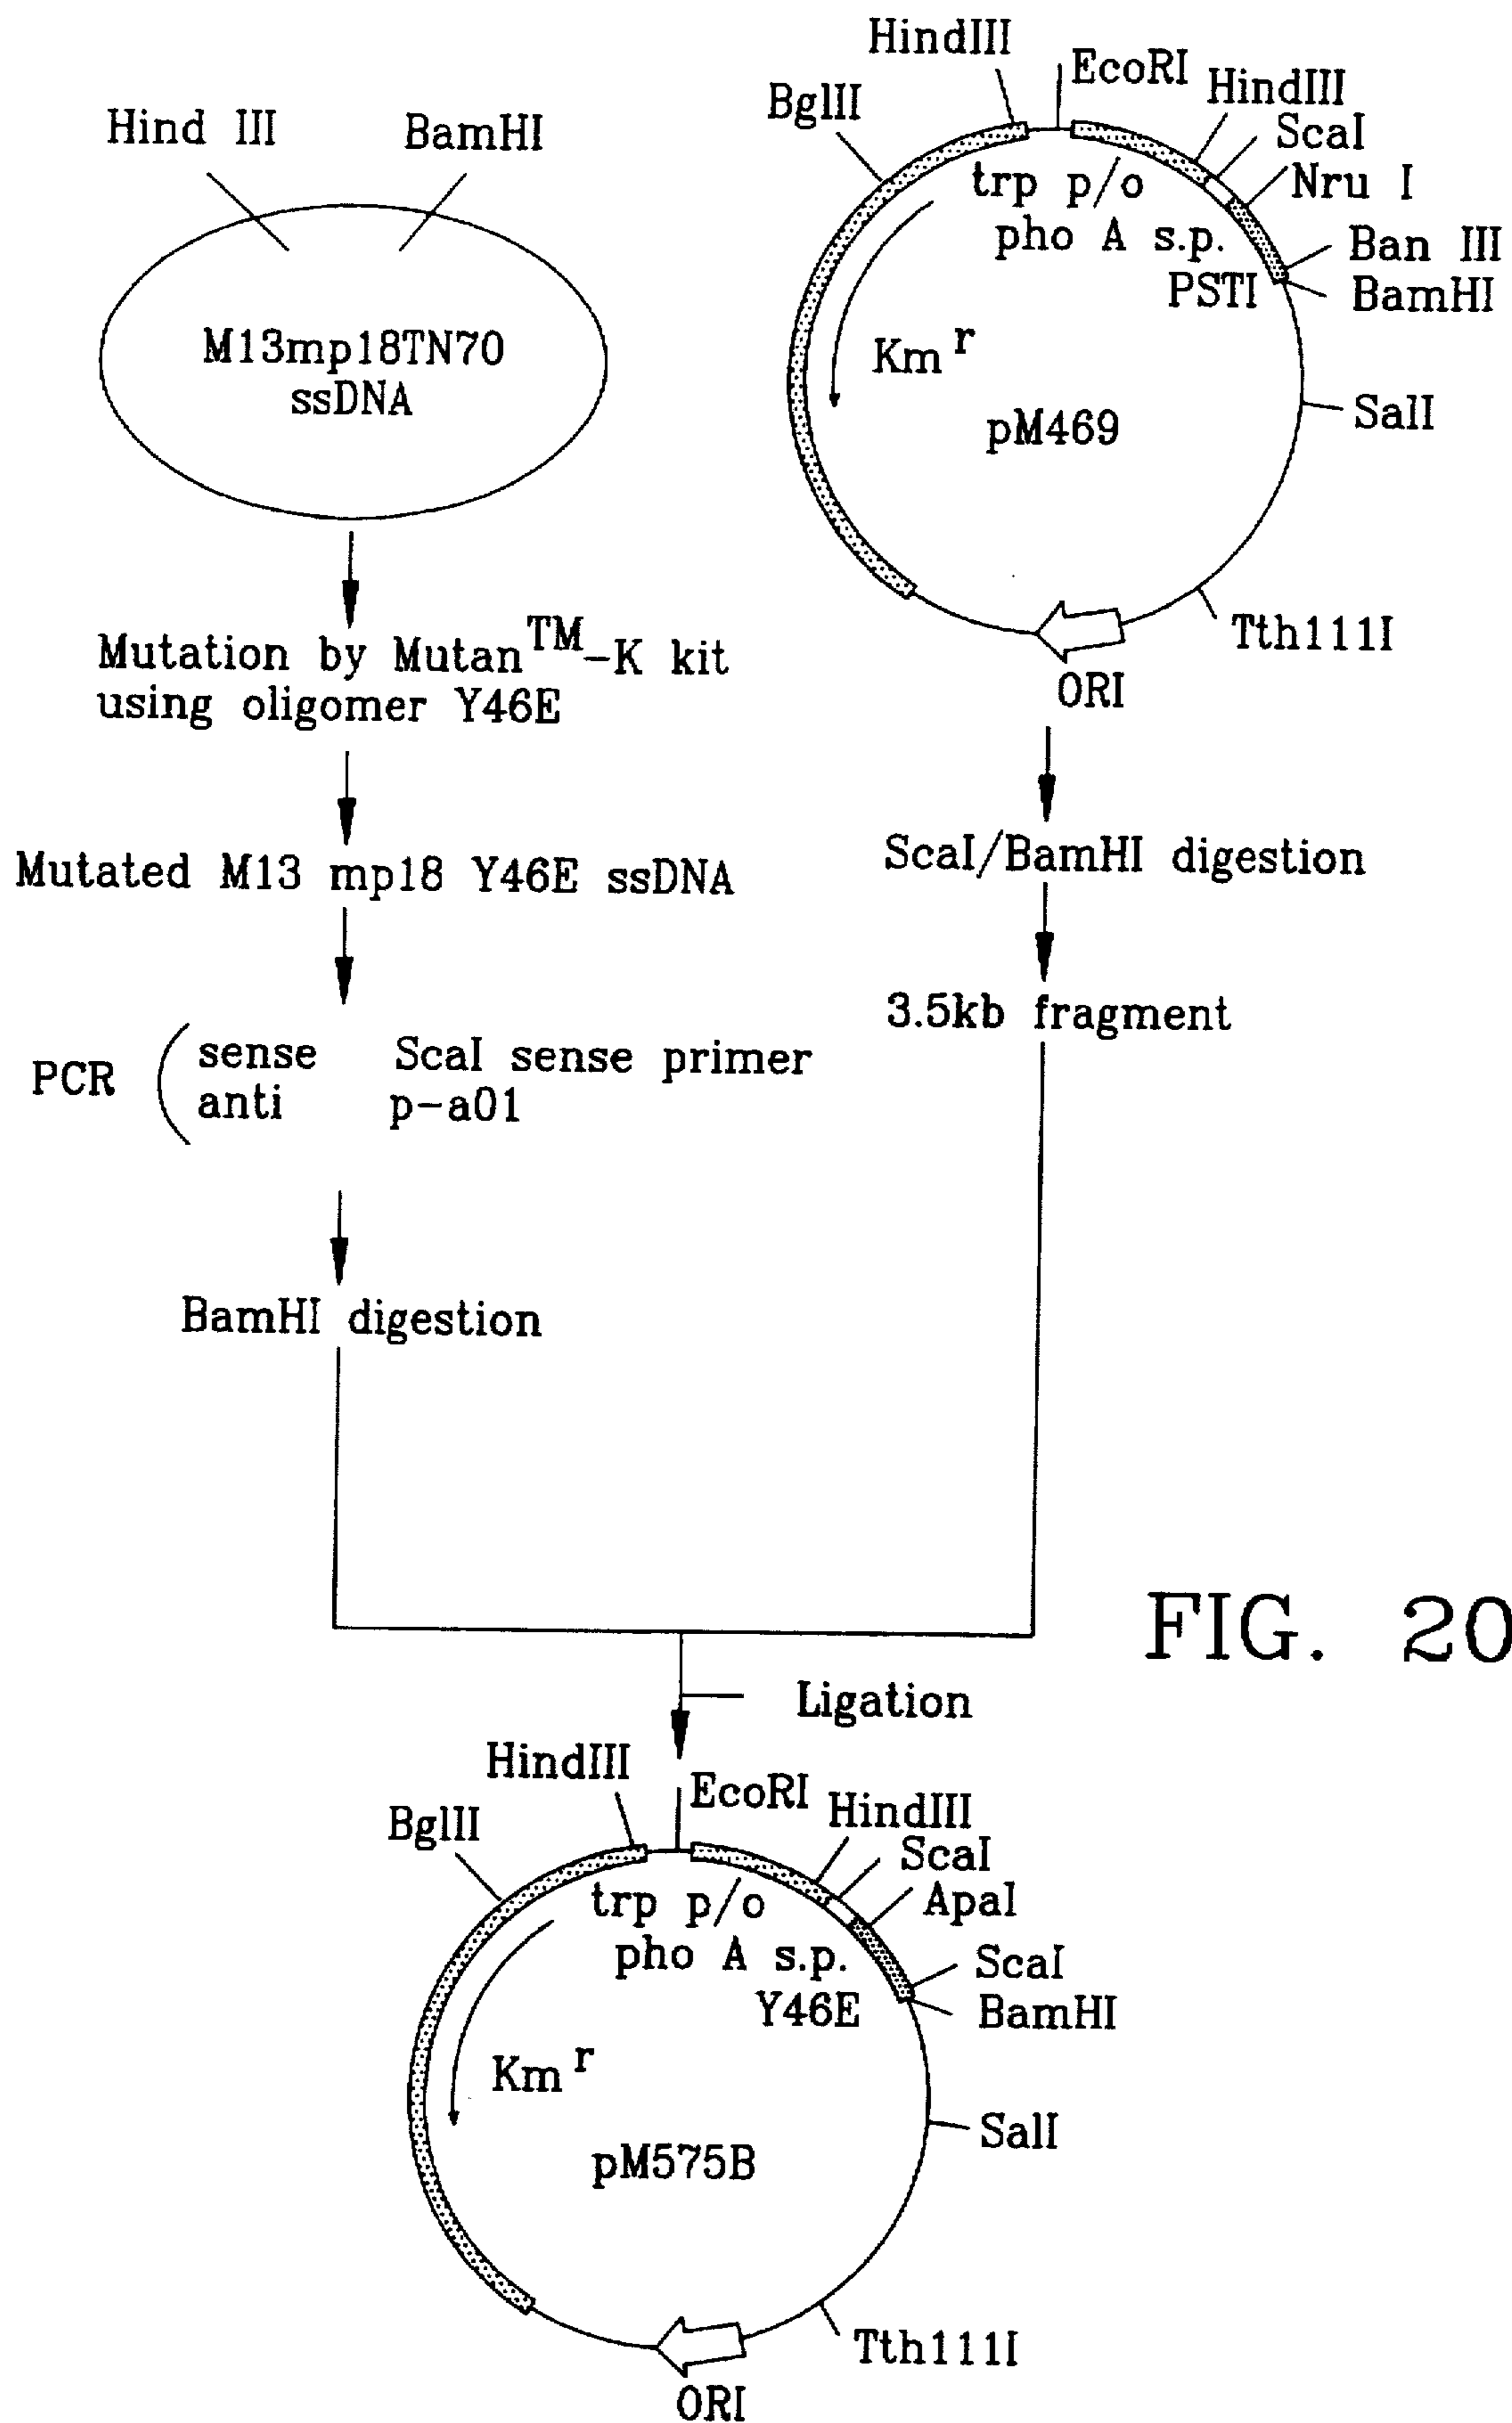 Hind III
BamHI
M13mp18TN70
ssDNA
Mutation by Mutan™-K kit
using oligomer Y46E
Mutated M13 mp18 Y46E ssDNA
PCR
sense ScaI sense primer
anti p-a01
BamHI digestion
HindIII
EcoRI
HindIII
BglII
ScaI
Nru I
trp p/o
pho A s.p.
Ban III
PSTI
BamHI
Km r
SalI
pM469
Tth111I
ORI
ScaI/BamHI digestion
3.5kb fragment
FIG. 20
Ligation
HindIII
EcoRI
HindIII
BglII
ScaI
ApaI
trp p/o
pho A s.p.
ScaI
Y46E
BamHI
Km r
SalI
pM575B
Tth111I
ORI